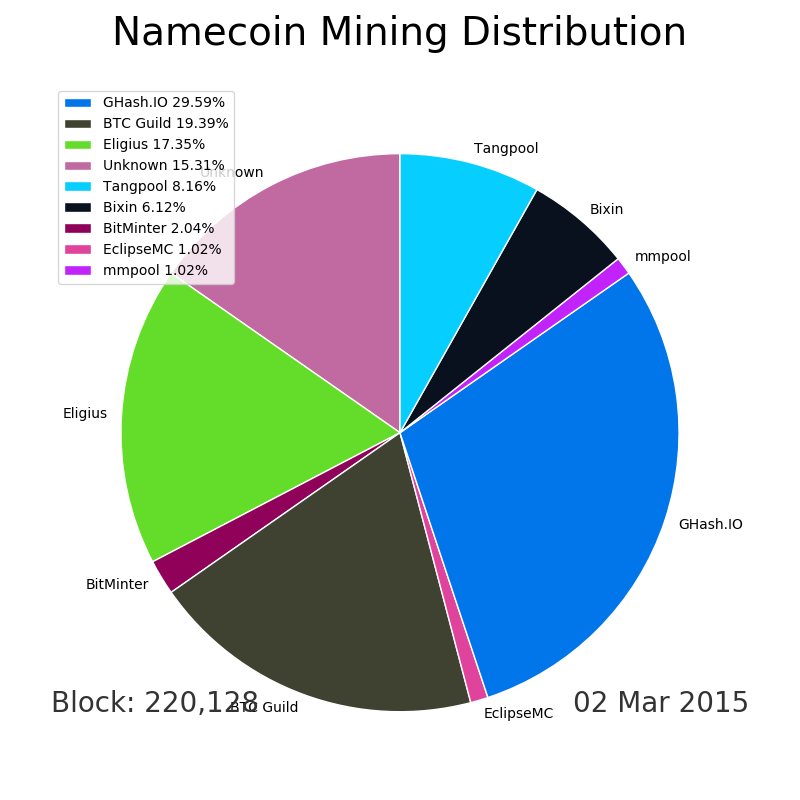 Namecoin Mining Distribution
GHash.IO 29.59%
BTC Guild 19.39%
Eligius 17.35%
Unknown 15.31%
Tangpool 8.16%
Bixin 6.12%
BitMinter 2.04%
EclipseMC 1.02%
mmpool 1.02%
Tangpool
Unknown
Bixin
mmpool
Eligius
GHash.IO
BitMinter
Block: 220,128
BTC Guild
EclipseMC
02 Mar 2015